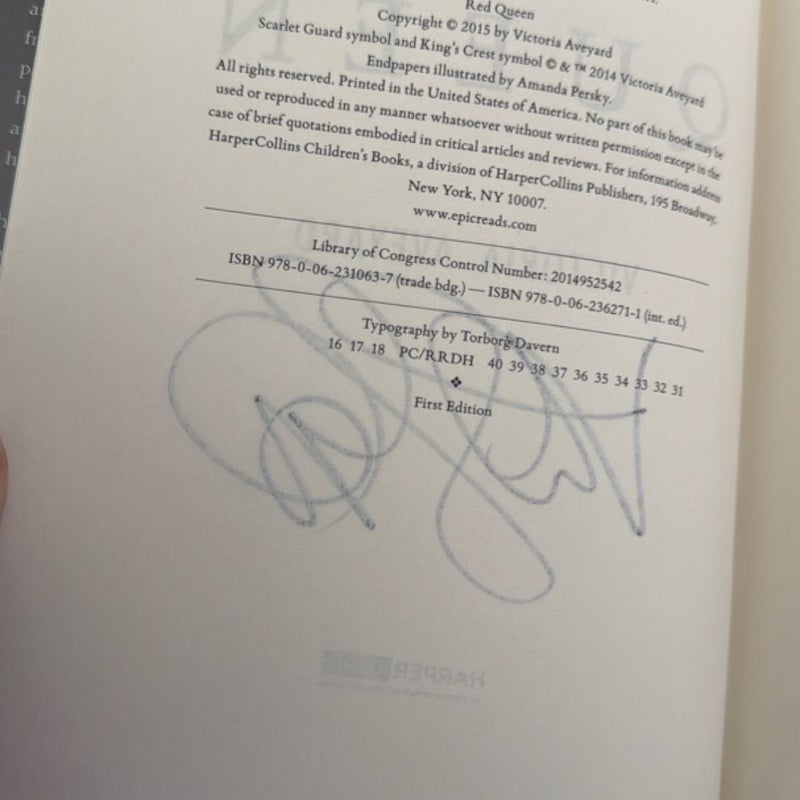 Red Queen
Copyright © 2015 by Victoria Aveyard
Scarlet Guard symbol and King's Crest symbol © & ™ 2014 Victoria Aveyard
Endpapers illustrated by Amanda Persky.
All rights reserved. Printed in the United States of America. No part of this book may be
used or reproduced in any manner whatsoever without written permission except in the
case of brief quotations embodied in critical articles and reviews. For information address
HarperCollins Children's Books, a division of HarperCollins Publishers, 195 Broadway,
New York, NY 10007.
www.epicreads.com
Library of Congress Control Number: 2014952542
ISBN 978-0-06-231063-7 (trade bdg.) — ISBN 978-0-06-236271-1 (int. ed.)
Typography by Torborg Davern
16 17 18 PC/RRDH 40 39 38 37 36 35 34 33 32 31
❖
First Edition